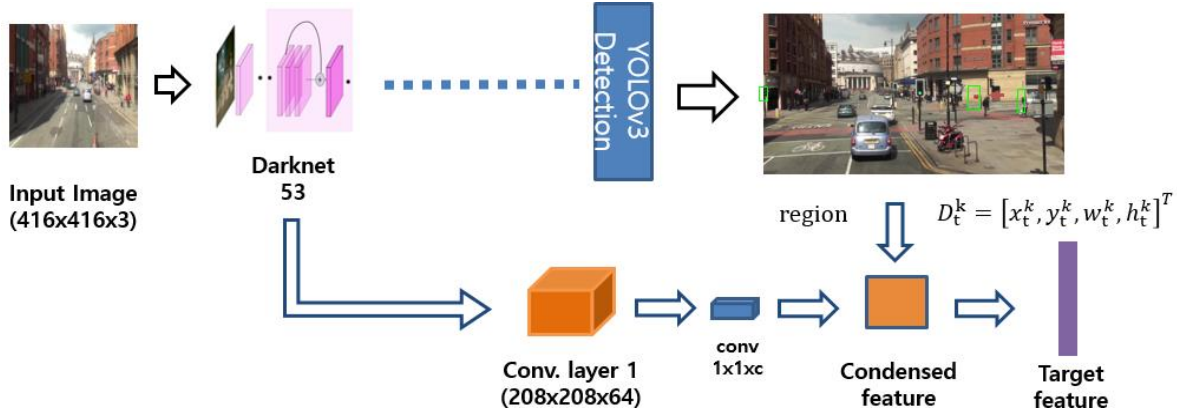 YOLOv3
Detection
Darknet
53
Input Image
(416x416x3)
region
D_t^k = [x_t^k, y_t^k, w_t^k, h_t^k]^T
Conv. layer 1
(208x208x64)
conv
1x1xc
Condensed
feature
Target
feature